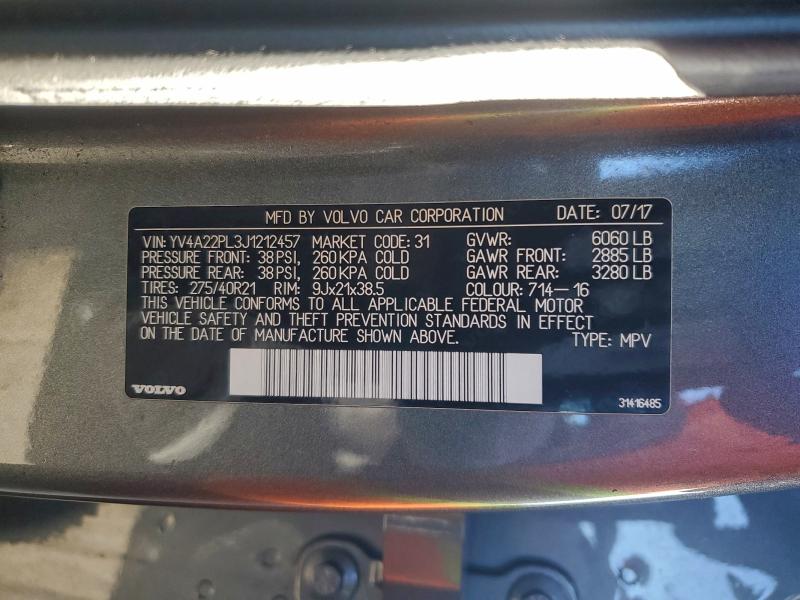 MFD BY VOLVO CAR CORPORATION DATE: 07/17
VIN: YV4A22PL3J1212457 MARKET CODE: 31 GVWR: 6060 LB
PRESSURE FRONT: 38 PSI, 260 KPA COLD GAWR FRONT: 2885 LB
PRESSURE REAR: 38 PSI, 260 KPA COLD GAWR REAR: 3280 LB
TIRES: 275/40R21 RIM: 9Jx21x38.5 COLOUR: 714-16
THIS VEHICLE CONFORMS TO ALL APPLICABLE FEDERAL MOTOR
VEHICLE SAFETY AND THEFT PREVENTION STANDARDS IN EFFECT
ON THE DATE OF MANUFACTURE SHOWN ABOVE. TYPE: MPV
VOLVO 31416485